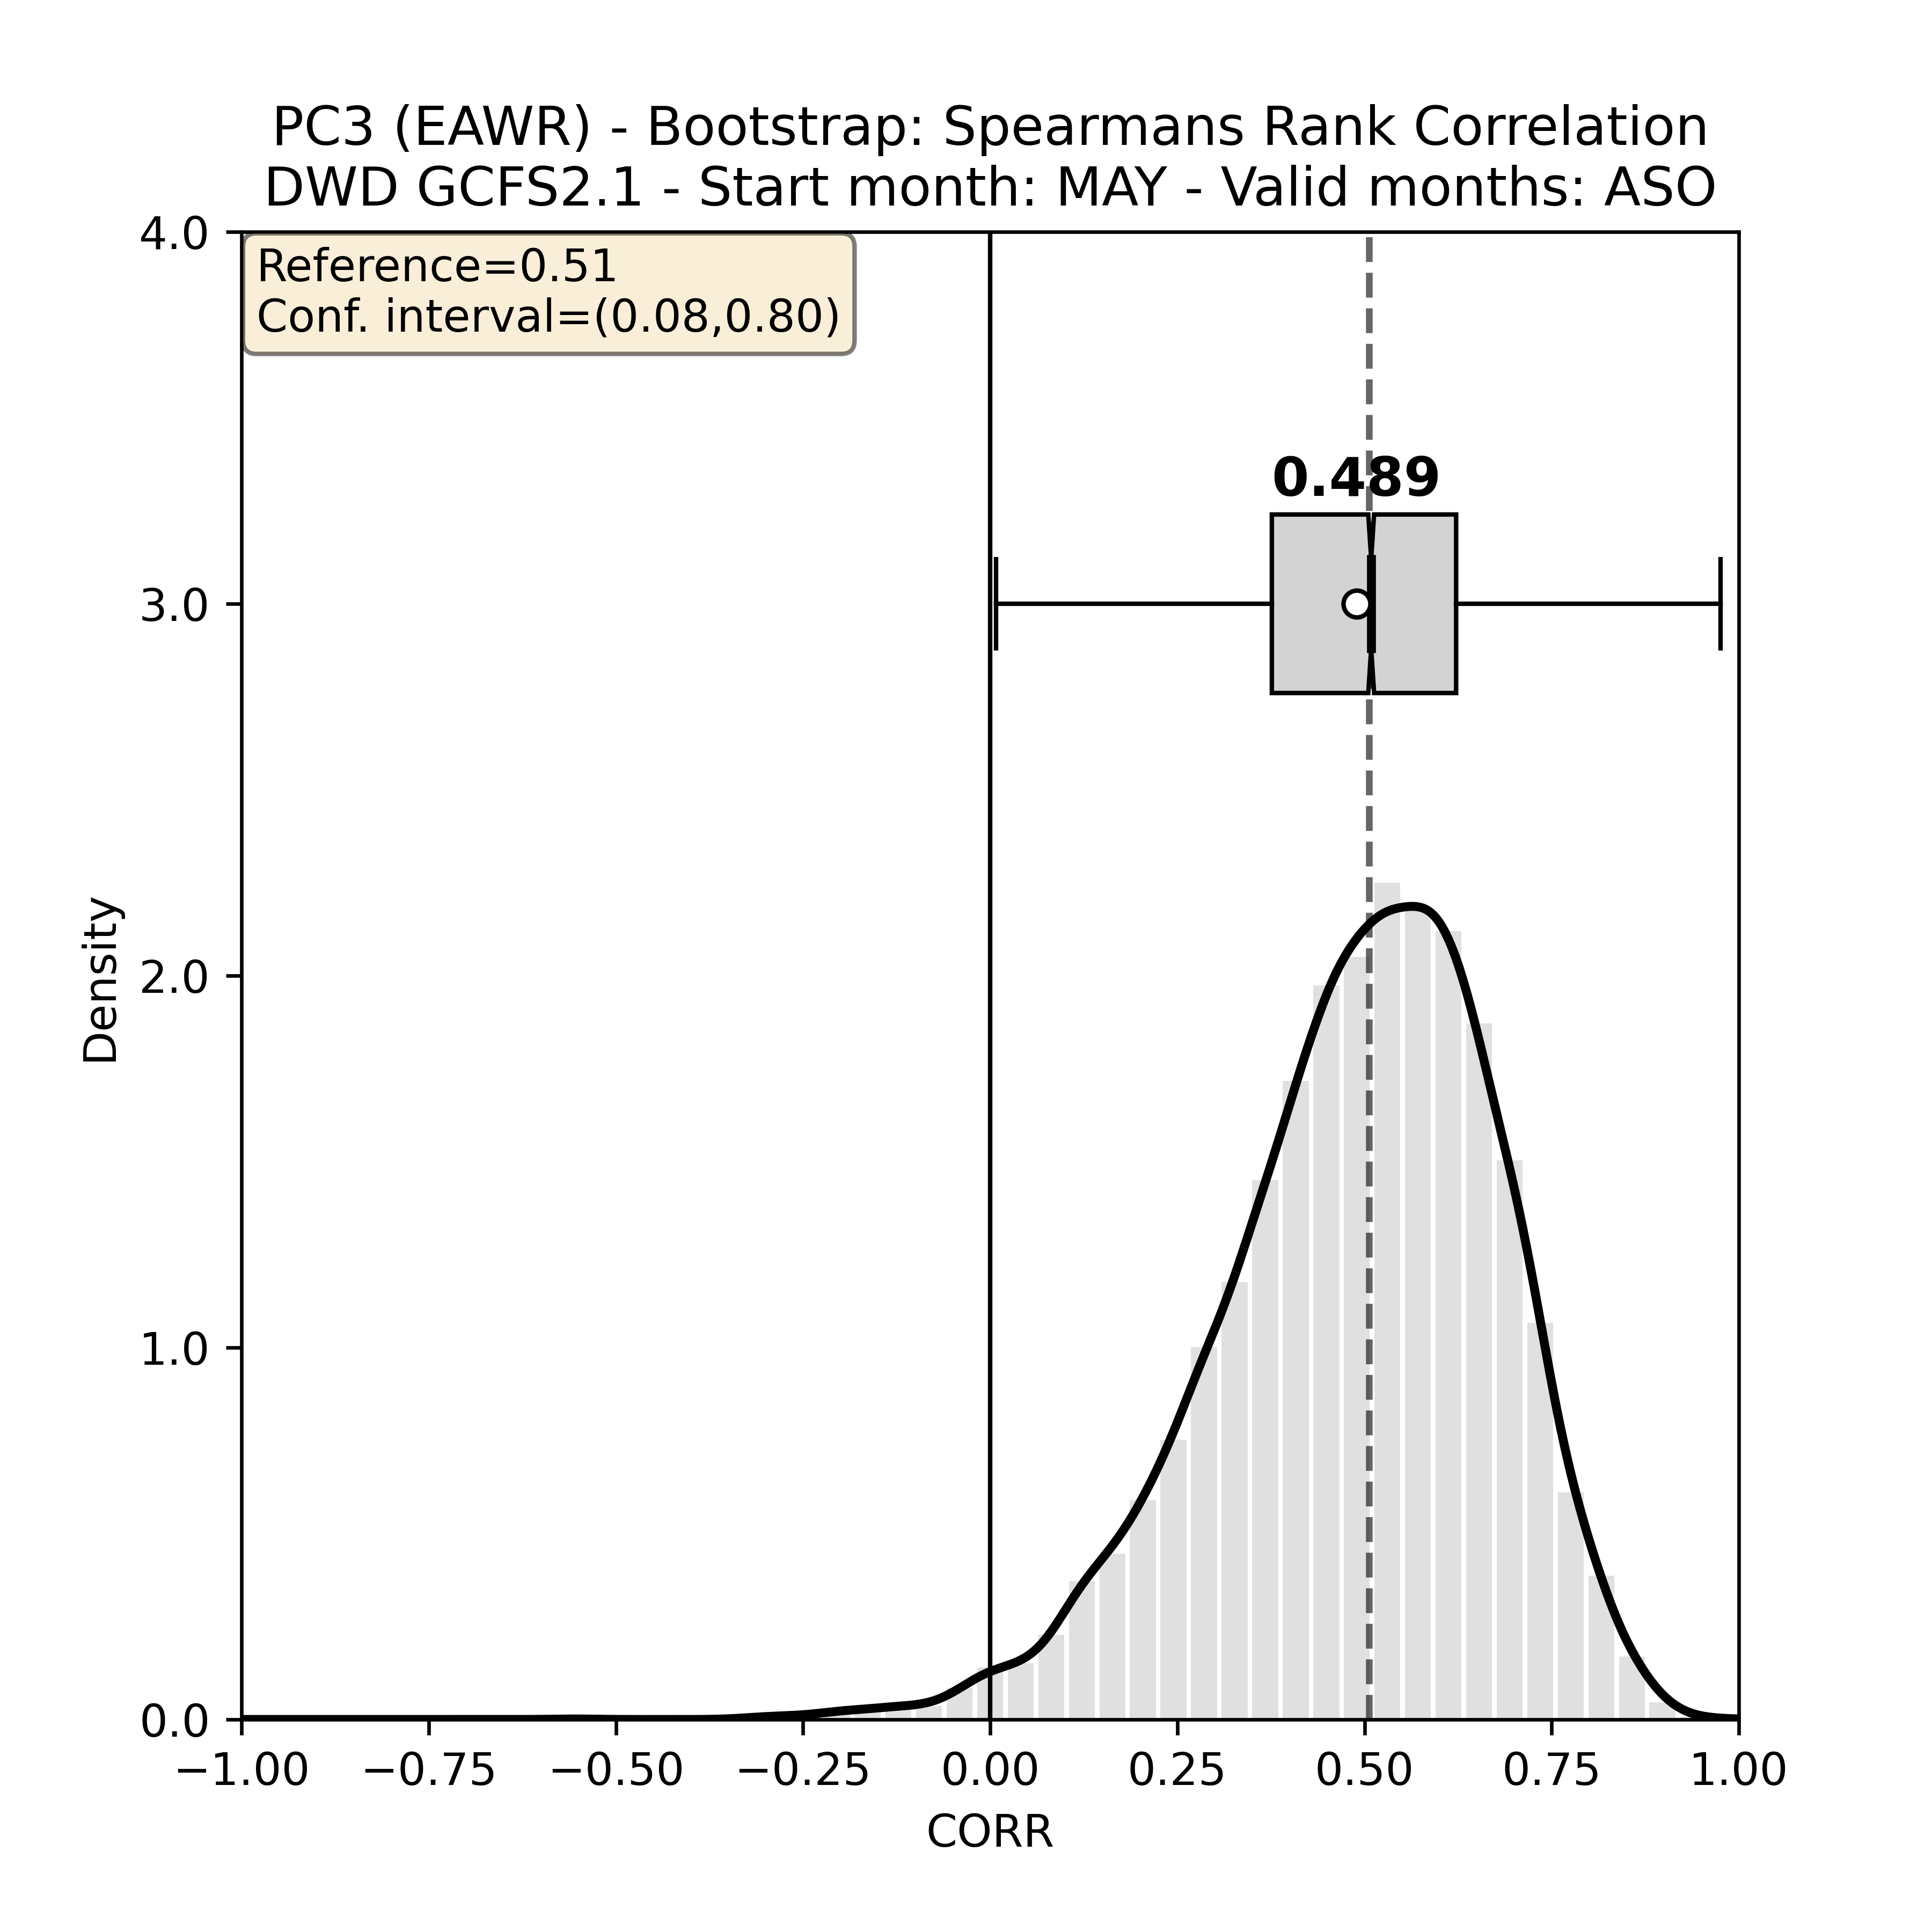 PC3 (EAWR) - Bootstrap: Spearmans Rank Correlation
DWD GCFS2.1 - Start month: MAY - Valid months: ASO
4.0
Reference=0.51
Conf. interval=(0.08,0.80)
0.489
3.0
Density
2.0
1.0
0.0
−1.00 −0.75 −0.50 −0.25 0.00 0.25 0.50 0.75 1.00
CORR